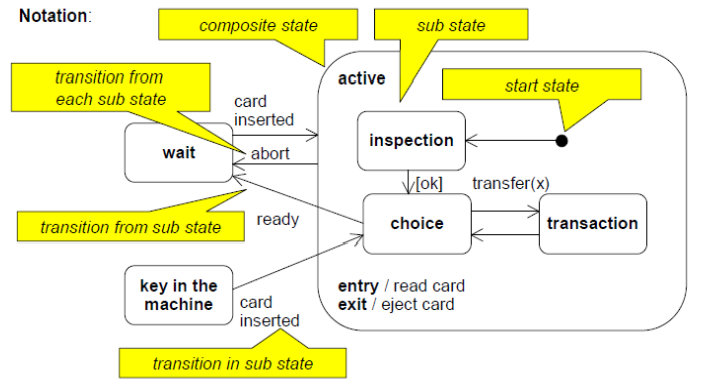 Notation:
composite state
sub state
transition from
each sub state
active
start state
card
inserted
wait
abort
inspection
[ok]
transfer(x)
transition from sub state
ready
choice
transaction
key in the
machine
card
inserted
entry / read card
exit / eject card
transition in sub state